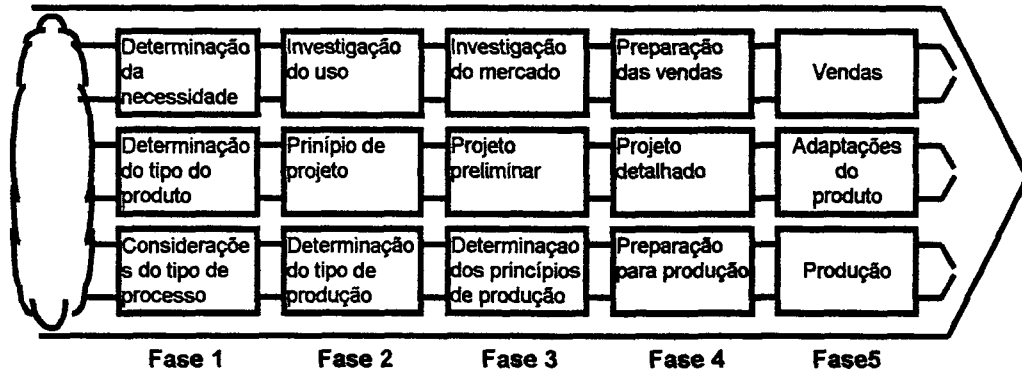 Determinação
da
necessidade
Investigação
do uso
Investigação
do mercado
Preparação
das vendas
Vendas
Determinação
do tipo do
produto
Prinípio de
projeto
Projeto
preliminar
Projeto
detalhado
Adaptações
do
produto
Consideraçõe
s do tipo de
processo
Determinação
do tipo de
produção
Determinaçao
dos princípios
de produção
Preparação
para produção
Produção
Fase 1
Fase 2
Fase 3
Fase 4
Fase5